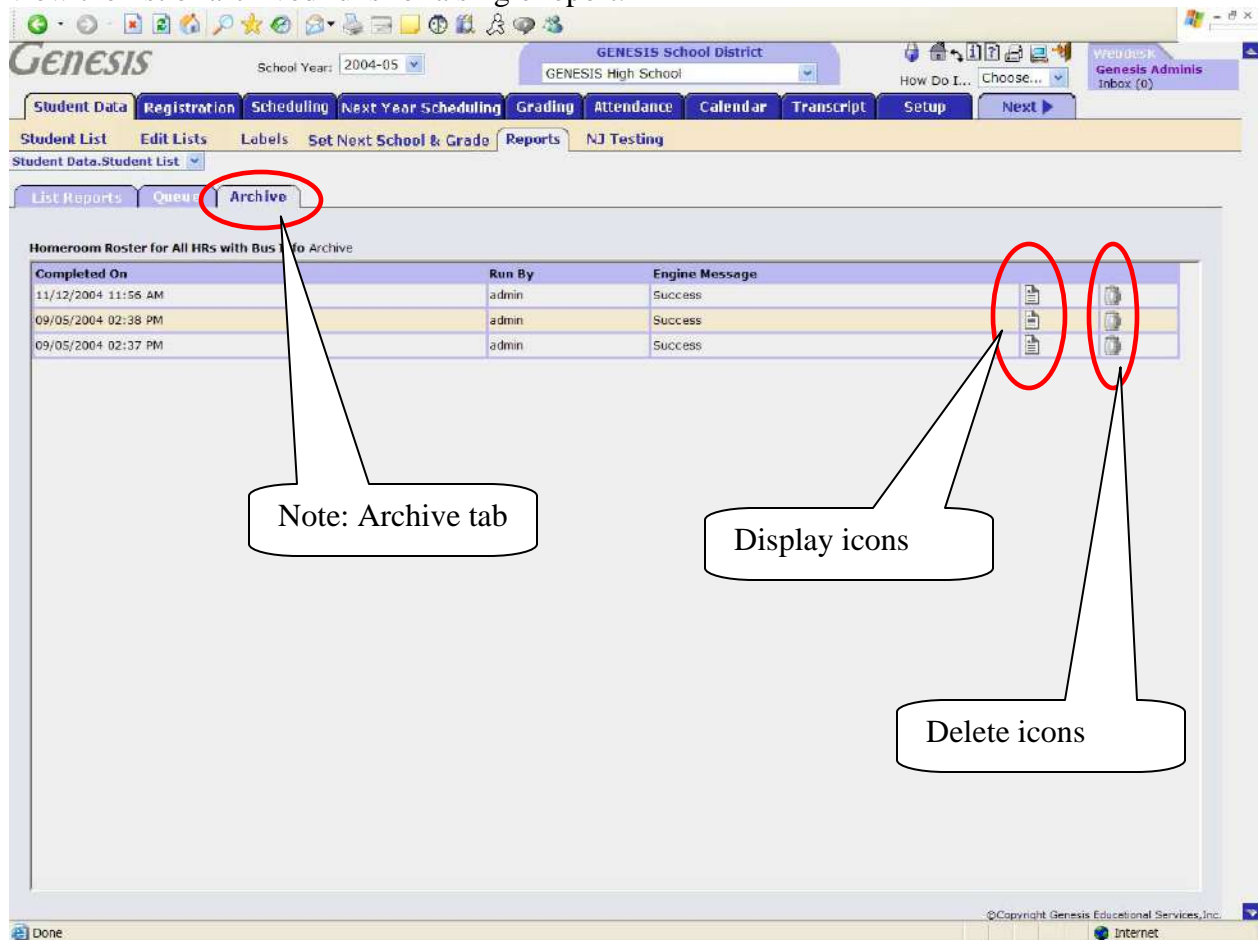 Genesis
School Year: 2004-05
GENESIS School District
GENESIS High School
How Do I... Choose...
Webdesk
Genesis Adminis
Inbox (0)
Student Data Registration Scheduling Next Year Scheduling Grading Attendance Calendar Transcript Setup Next
Student List Edit Lists Labels Set Next School & Grade Reports NJ Testing
Student Data.Student List
List Reports Queue Archive
Homeroom Roster for All HRs with Bus Info Archive
Completed On Run By Engine Message
11/12/2004 11:56 AM admin Success
09/05/2004 02:38 PM admin Success
09/05/2004 02:37 PM admin Success
Note: Archive tab
Display icons
Delete icons
©Copyright Genesis Educational Services,Inc.
Done Internet